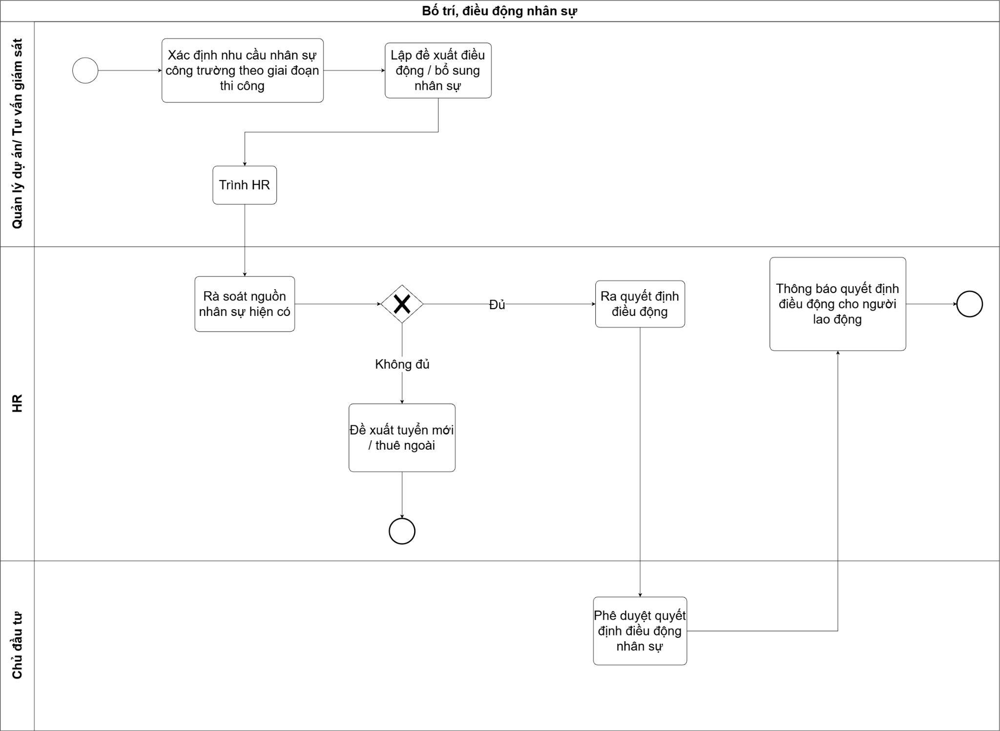 Bố trí, điều động nhân sự
Quản lý dự án/ Tư vấn giám sát
Xác định nhu cầu nhân sự
công trường theo giai đoạn
thi công
Lập đề xuất điều
động / bổ sung
nhân sự
Trình HR
HR
Rà soát nguồn
nhân sự hiện có
Đủ
Ra quyết định
điều động
Thông báo quyết định
điều động cho người
lao động
Không đủ
Đề xuất tuyển mới
/ thuê ngoài
Chủ đầu tư
Phê duyệt quyết
định điều động
nhân sự